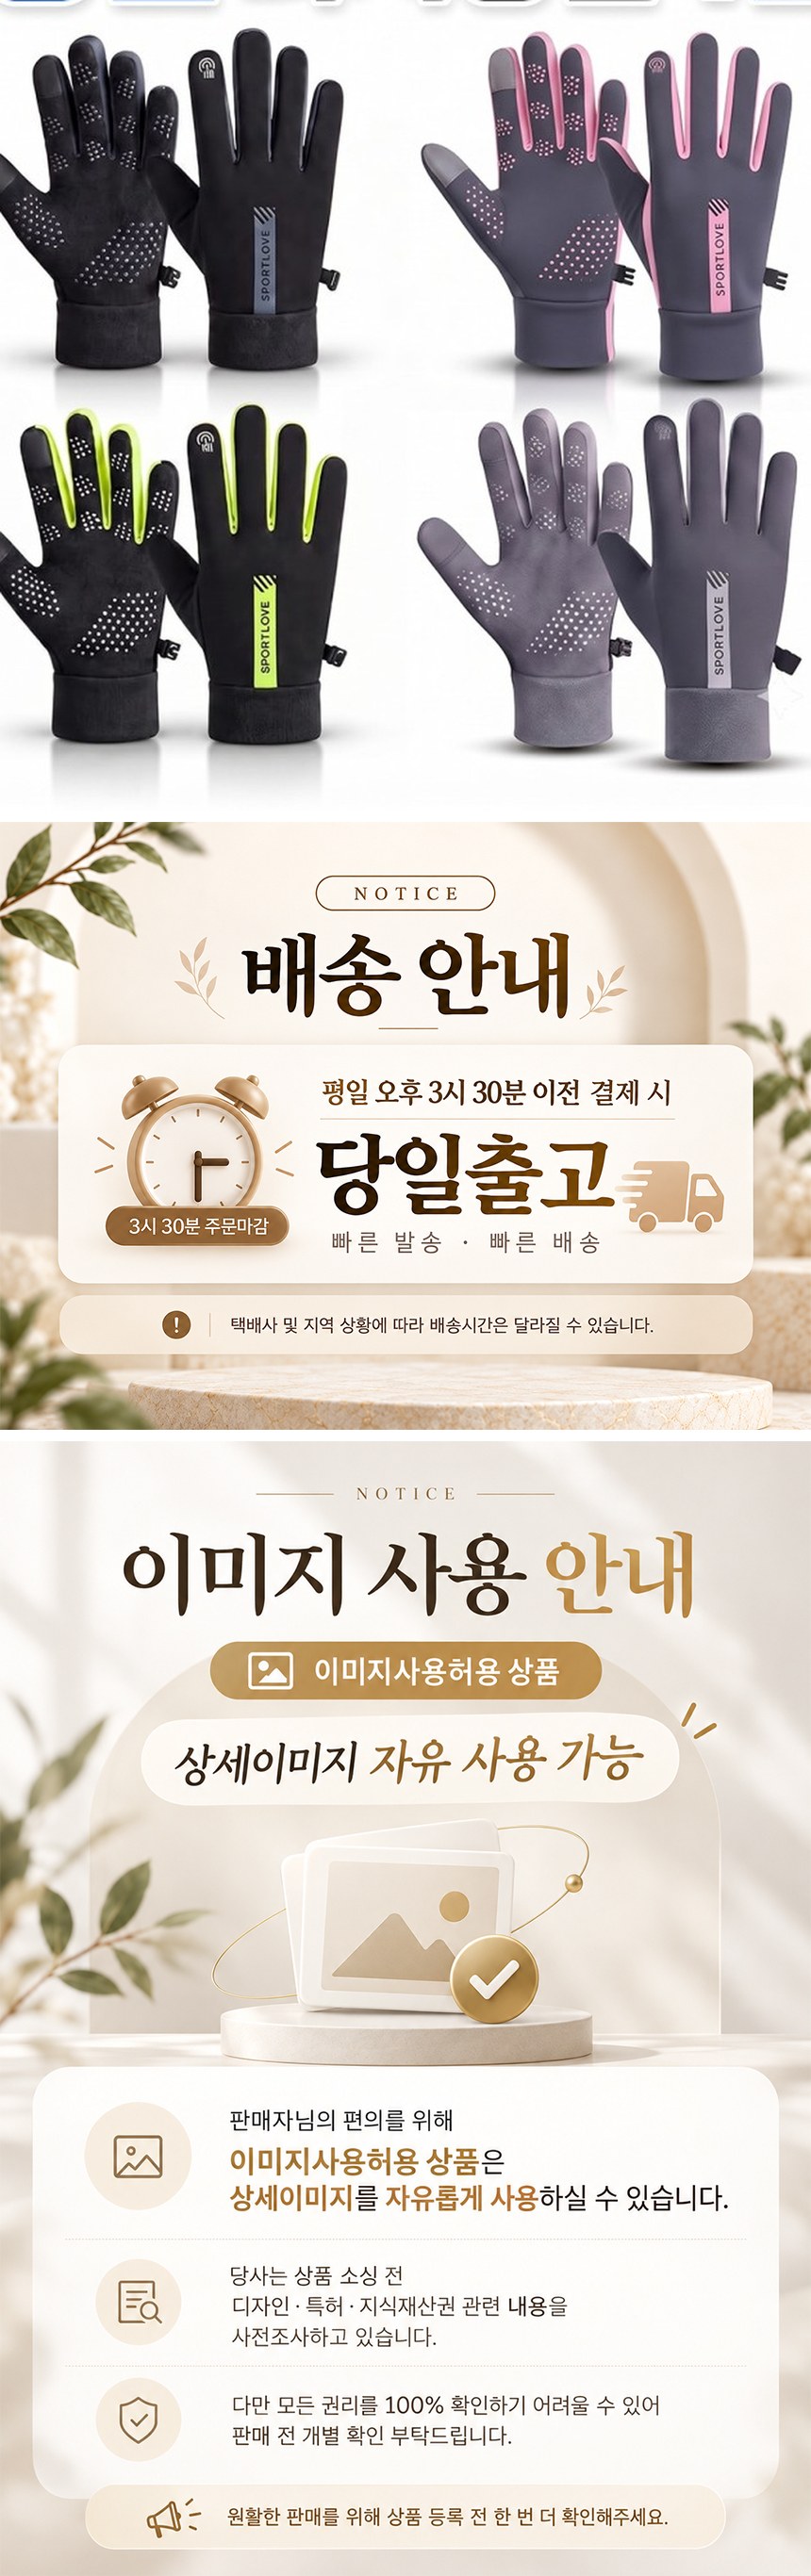 SPORTLOVE
SPORTLOVE
SPORTLOVE
SPORTLOVE
NOTICE
배송 안내
평일 오후 3시 30분 이전 결제 시
당일출고
3시 30분 주문마감
빠른 발송 · 빠른 배송
! 택배사 및 지역 상황에 따라 배송시간은 달라질 수 있습니다.
NOTICE
이미지 사용 안내
이미지사용허용 상품
상세이미지 자유 사용 가능
판매자님의 편의를 위해
이미지사용허용 상품은
상세이미지를 자유롭게 사용하실 수 있습니다.
당사는 상품 소싱 전
디자인 · 특허 · 지식재산권 관련 내용을
사전조사하고 있습니다.
다만 모든 권리를 100% 확인하기 어려울 수 있어
판매 전 개별 확인 부탁드립니다.
원활한 판매를 위해 상품 등록 전 한 번 더 확인해주세요.